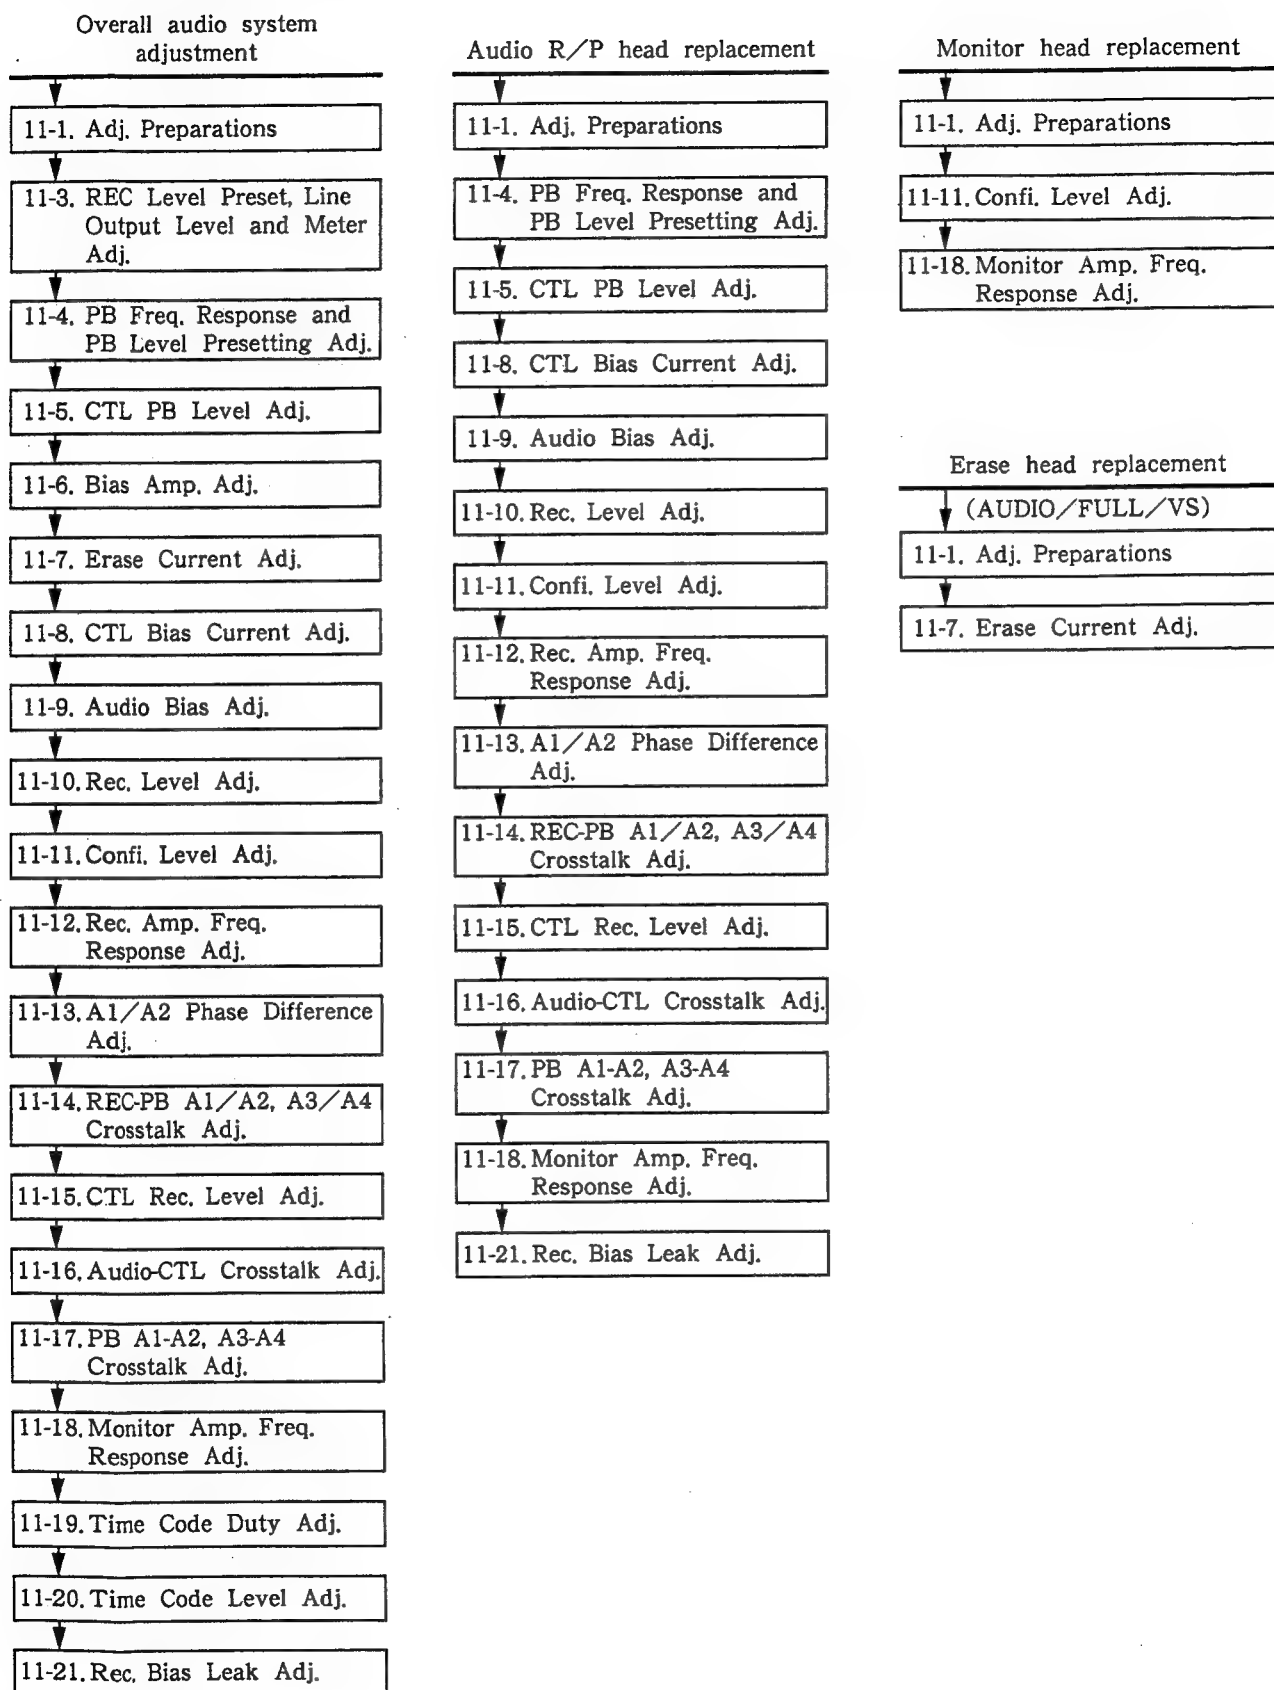 Overall audio system
adjustment
11-1. Adj. Preparations
11-3. REC Level Preset, Line
Output Level and Meter
Adj.
11-4. PB Freq. Response and
PB Level Presetting Adj.
11-5. CTL PB Level Adj.
11-6. Bias Amp. Adj.
11-7. Erase Current Adj.
11-8. CTL Bias Current Adj.
11-9. Audio Bias Adj.
11-10. Rec. Level Adj.
11-11. Confi. Level Adj.
11-12. Rec. Amp. Freq.
Response Adj.
11-13. A1/A2 Phase Difference
Adj.
11-14. REC-PB A1/A2, A3/A4
Crosstalk Adj.
11-15. CTL Rec. Level Adj.
11-16. Audio-CTL Crosstalk Adj.
11-17. PB A1-A2, A3-A4
Crosstalk Adj.
11-18. Monitor Amp. Freq.
Response Adj.
11-19. Time Code Duty Adj.
11-20. Time Code Level Adj.
11-21. Rec. Bias Leak Adj.
Audio R/P head replacement
11-1. Adj. Preparations
11-4. PB Freq. Response and
PB Level Presetting Adj.
11-5. CTL PB Level Adj.
11-8. CTL Bias Current Adj.
11-9. Audio Bias Adj.
11-10. Rec. Level Adj.
11-11. Confi. Level Adj.
11-12. Rec. Amp. Freq.
Response Adj.
11-13. A1/A2 Phase Difference
Adj.
11-14. REC-PB A1/A2, A3/A4
Crosstalk Adj.
11-15. CTL Rec. Level Adj.
11-16. Audio-CTL Crosstalk Adj.
11-17. PB A1-A2, A3-A4
Crosstalk Adj.
11-18. Monitor Amp. Freq.
Response Adj.
11-21. Rec. Bias Leak Adj.
Monitor head replacement
11-1. Adj. Preparations
11-11. Confi. Level Adj.
11-18. Monitor Amp. Freq.
Response Adj.
Erase head replacement
(AUDIO/FULL/VS)
11-1. Adj. Preparations
11-7. Erase Current Adj.